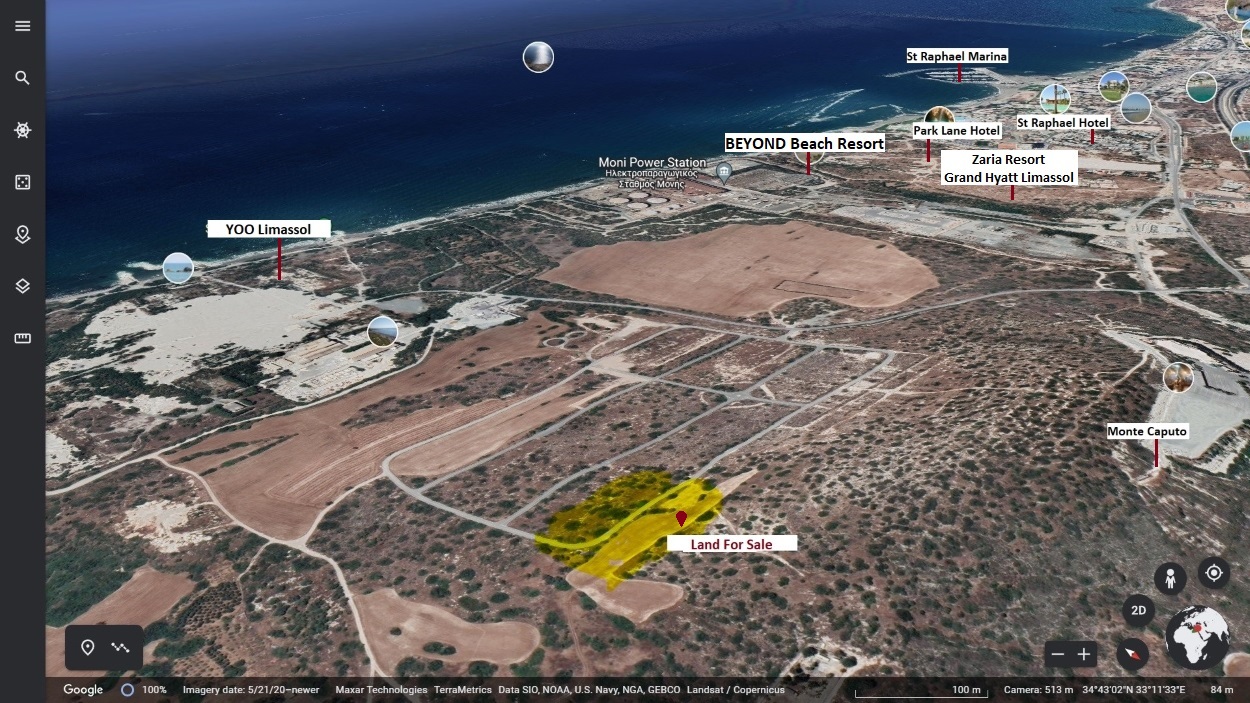 St Raphael Marina
St Raphael Hotel
Park Lane Hotel
BEYOND Beach Resort
Zaria Resort
Grand Hyatt Limassol
Moni Power Station
Ηλεκτροπαραγωγικός
Σταθμός Μονής
YOO Limassol
Monte Caputo
Land For Sale
2D
Google
100%
Imagery date: 5/21/20–newer
Maxar Technologies TerraMetrics Data SIO, NOAA, U.S. Navy, NGA, GEBCO Landsat / Copernicus
100 m
Camera: 513 m
34°43'02"N 33°11'33"E
84 m